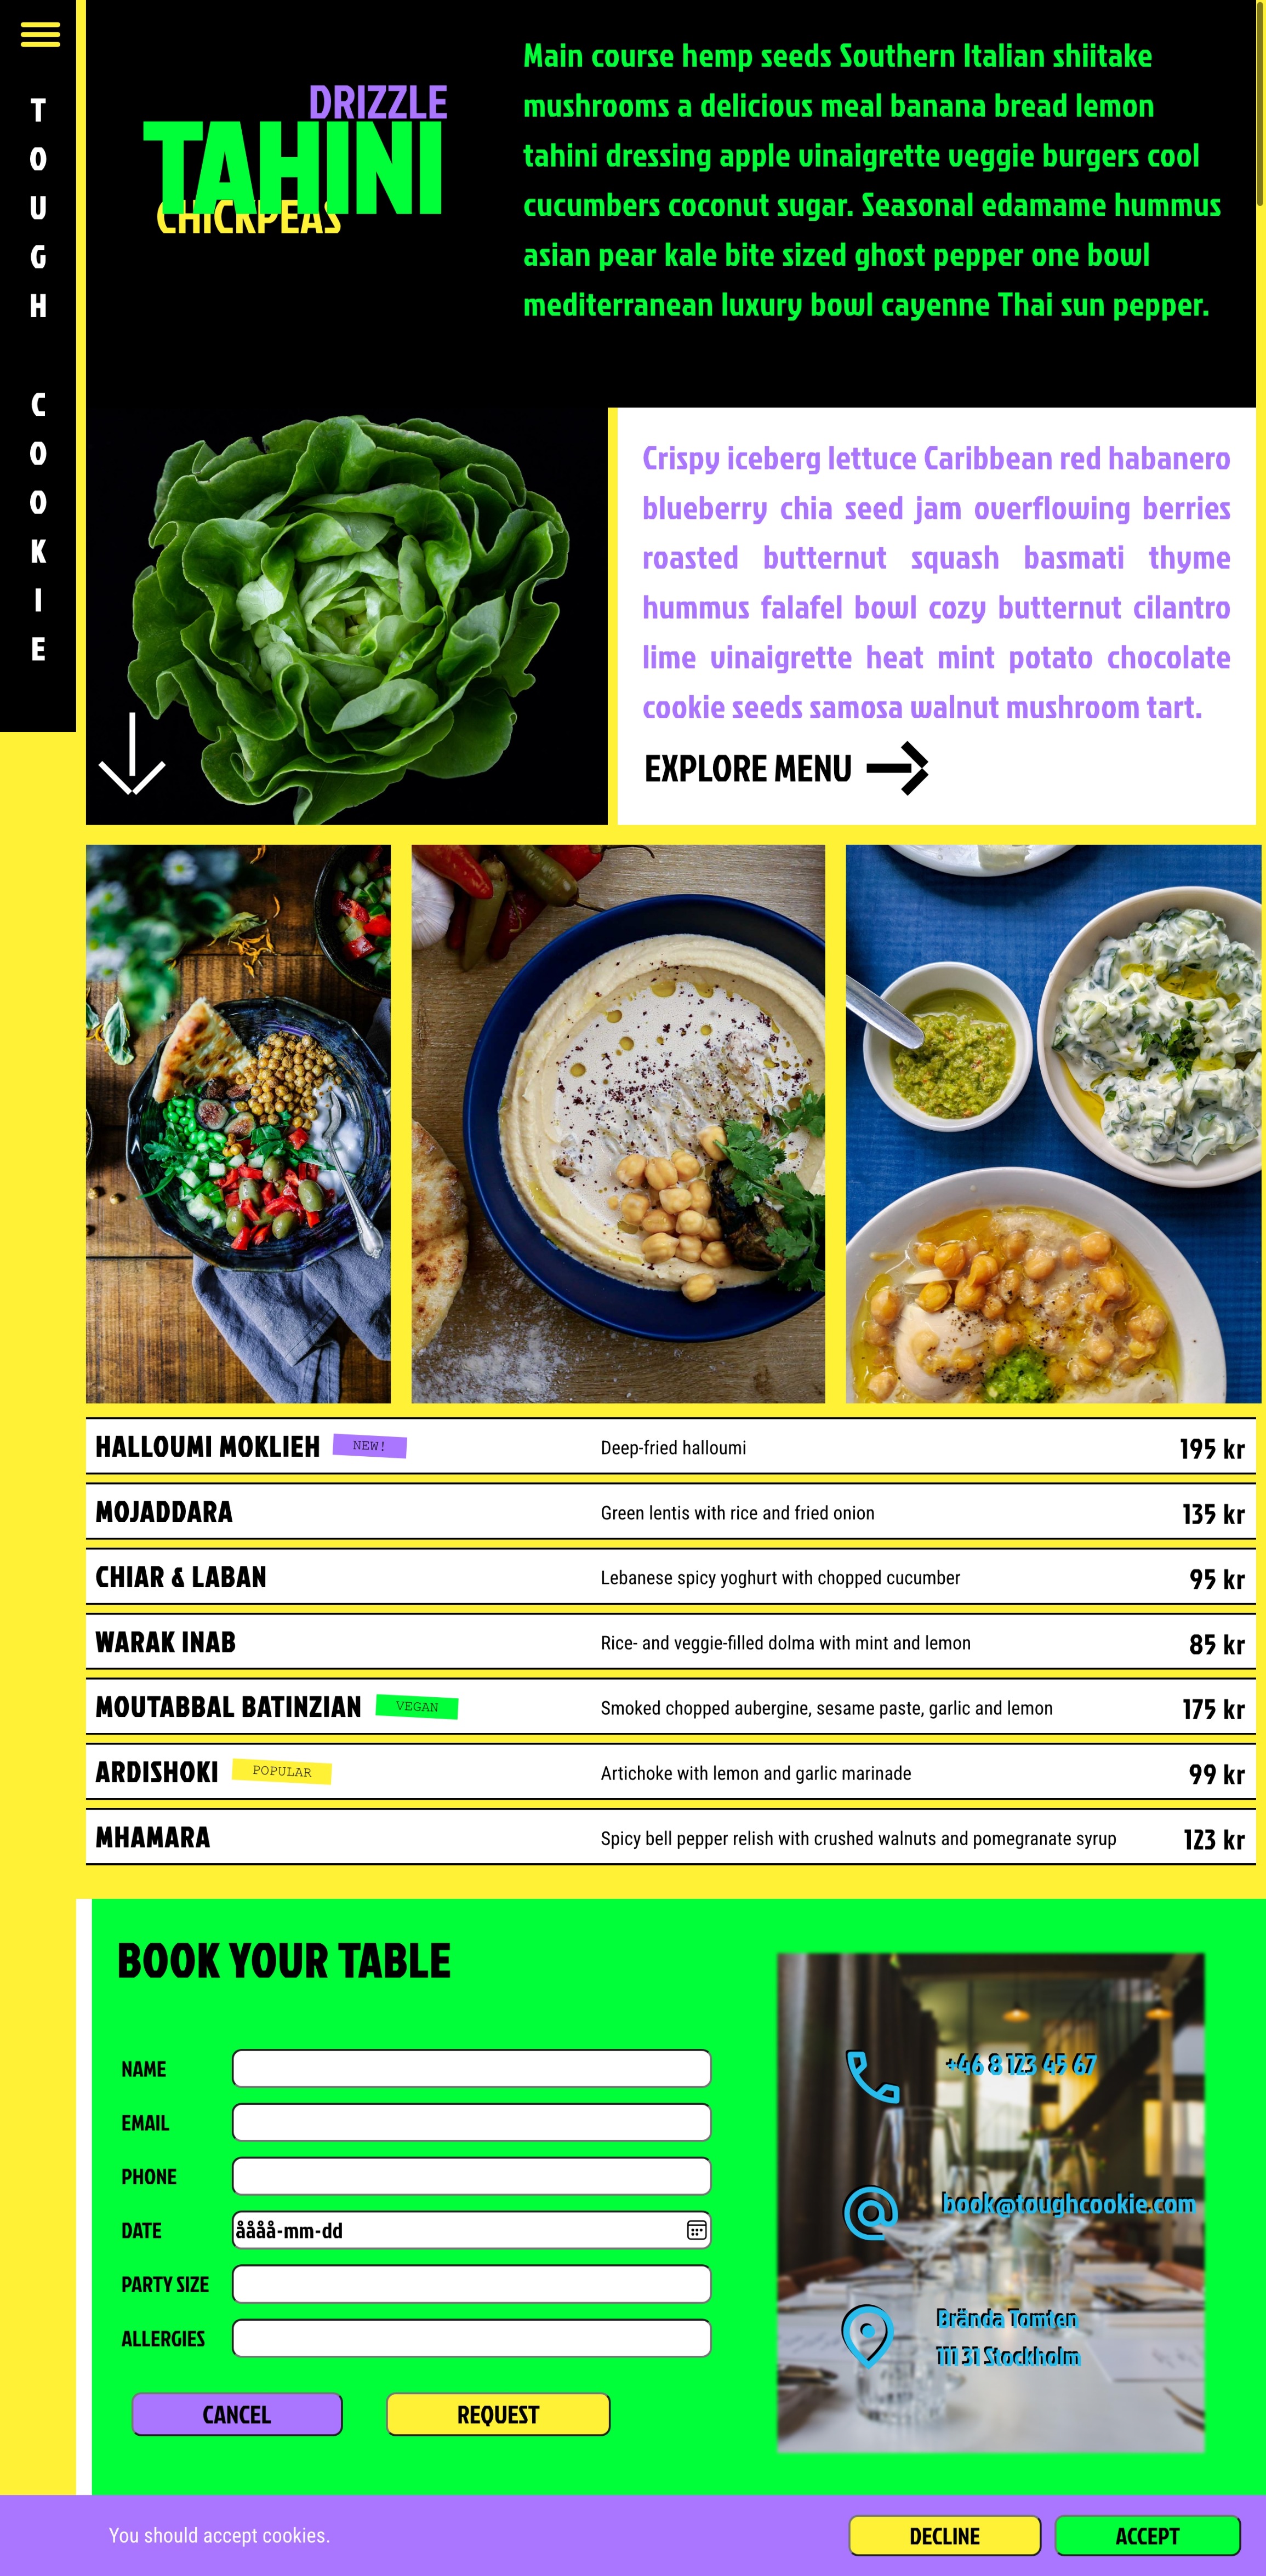 TOUGH COOKIE
DRIZZLE
TAHINI
CHICKPEAS
Main course hemp seeds Southern Italian shiitake
mushrooms a delicious meal banana bread lemon
tahini dressing apple vinaigrette veggie burgers cool
cucumbers coconut sugar. Seasonal edamame hummus
asian pear kale bite sized ghost pepper one bowl
mediterranean luxury bowl cayenne Thai sun pepper.
Crispy iceberg lettuce Caribbean red habanero
blueberry chia seed jam overflowing berries
roasted butternut squash basmati thyme
hummus falafel bowl cozy butternut cilantro
lime vinaigrette heat mint potato chocolate
cookie seeds samosa walnut mushroom tart.
EXPLORE MENU
HALLOUMI MOKLIEH NEW! Deep-fried halloumi 195 kr
MOJADDARA Green lentis with rice and fried onion 135 kr
CHIAR & LABAN Lebanese spicy yoghurt with chopped cucumber 95 kr
WARAK INAB Rice- and veggie-filled dolma with mint and lemon 85 kr
MOUTABBAL BATINZIAN VEGAN Smoked chopped aubergine, sesame paste, garlic and lemon 175 kr
ARDISHOKI POPULAR Artichoke with lemon and garlic marinade 99 kr
MHAMARA Spicy bell pepper relish with crushed walnuts and pomegranate syrup 123 kr
BOOK YOUR TABLE
NAME
EMAIL
PHONE
DATE åååå-mm-dd
PARTY SIZE
ALLERGIES
CANCEL REQUEST
+46 8 123 45 67
book@toughcookie.com
Brända Tomten
111 31 Stockholm
You should accept cookies. DECLINE ACCEPT